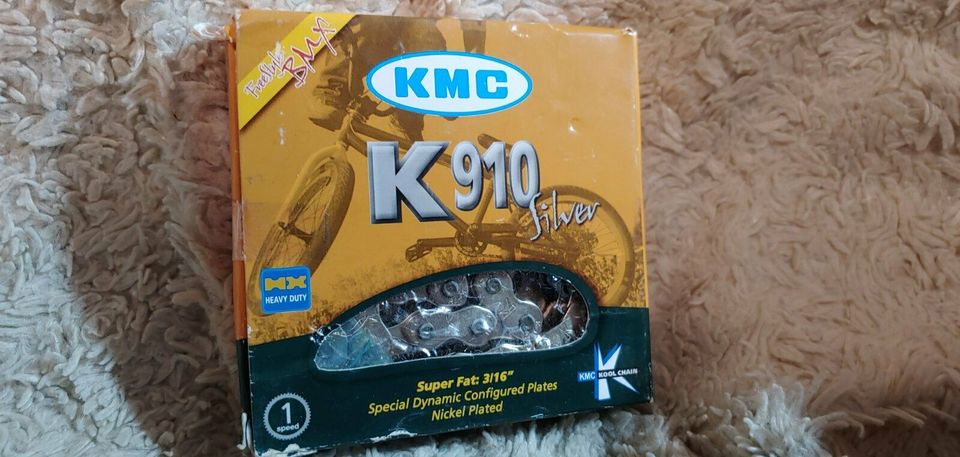 Freestyle
BMX
KMC
K910
Silver
HEAVY DUTY
Super Fat: 3/16"
Special Dynamic Configured Plates
Nickel Plated
KMC KOOL CHAIN
1
speed